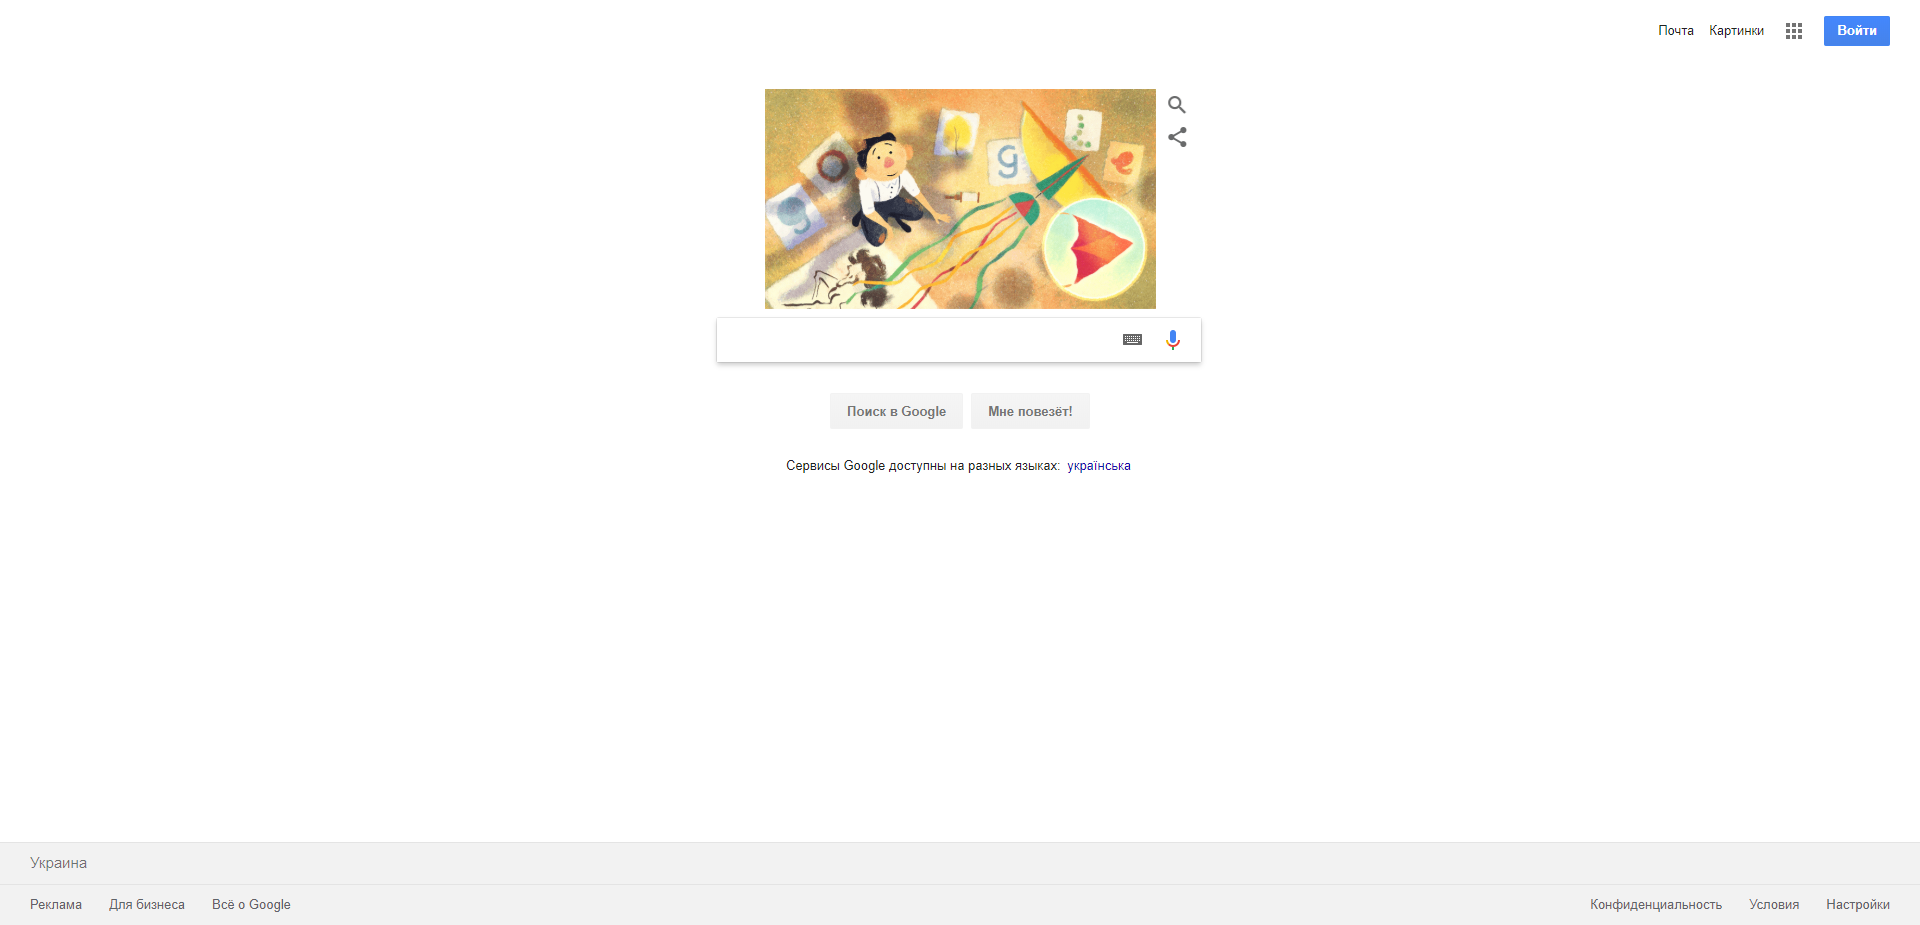 Почта Картинки Войти
g o o g l e
Поиск в Google Мне повезёт!
Сервисы Google доступны на разных языках: українська
Украина
Реклама Для бизнеса Всё о Google Конфиденциальность Условия Настройки